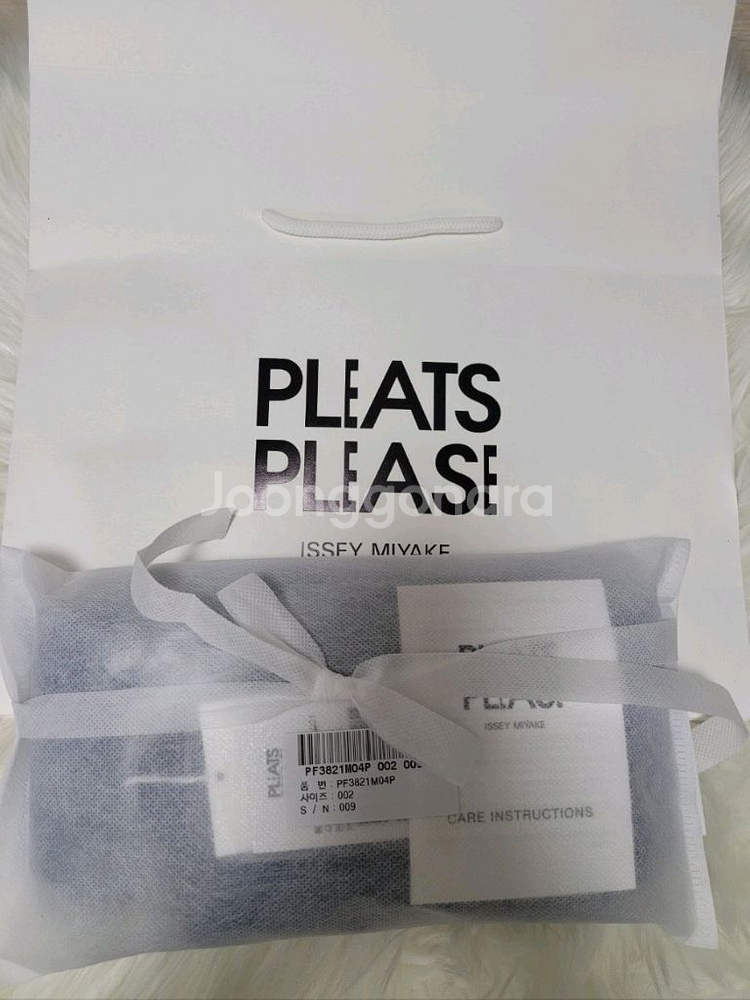 PLEATS
PLEASE
Joonggonara
ISSEY MIYAKE
PLEASE
ISSEY MIYAKE
PLEATS
PF3821M04P 002 009
품 번 : PF3821M04P
사이즈 : 002
S / N : 009
CARE INSTRUCTIONS